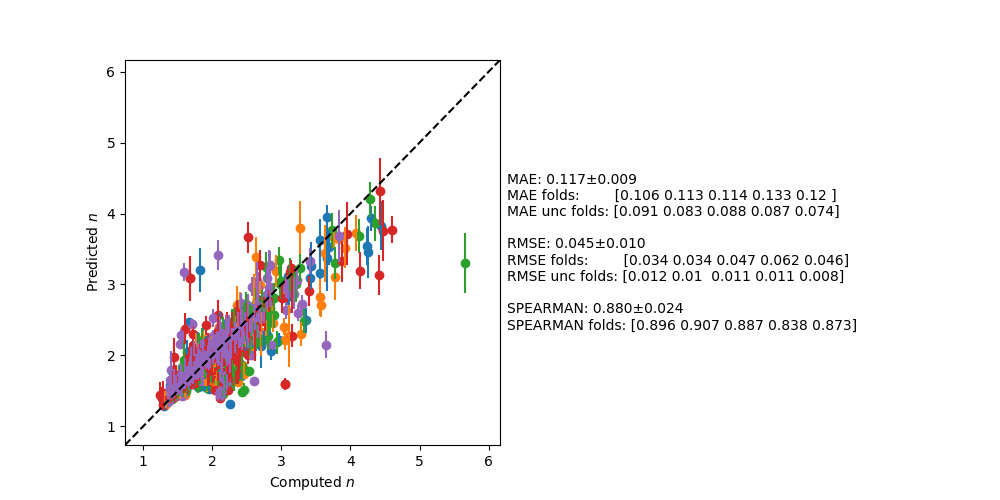 6
5
4
3
2
1
Predicted n
1 2 3 4 5 6
Computed n
MAE: 0.117±0.009
MAE folds: [0.106 0.113 0.114 0.133 0.12 ]
MAE unc folds: [0.091 0.083 0.088 0.087 0.074]
RMSE: 0.045±0.010
RMSE folds: [0.034 0.034 0.047 0.062 0.046]
RMSE unc folds: [0.012 0.01  0.011 0.011 0.008]
SPEARMAN: 0.880±0.024
SPEARMAN folds: [0.896 0.907 0.887 0.838 0.873]